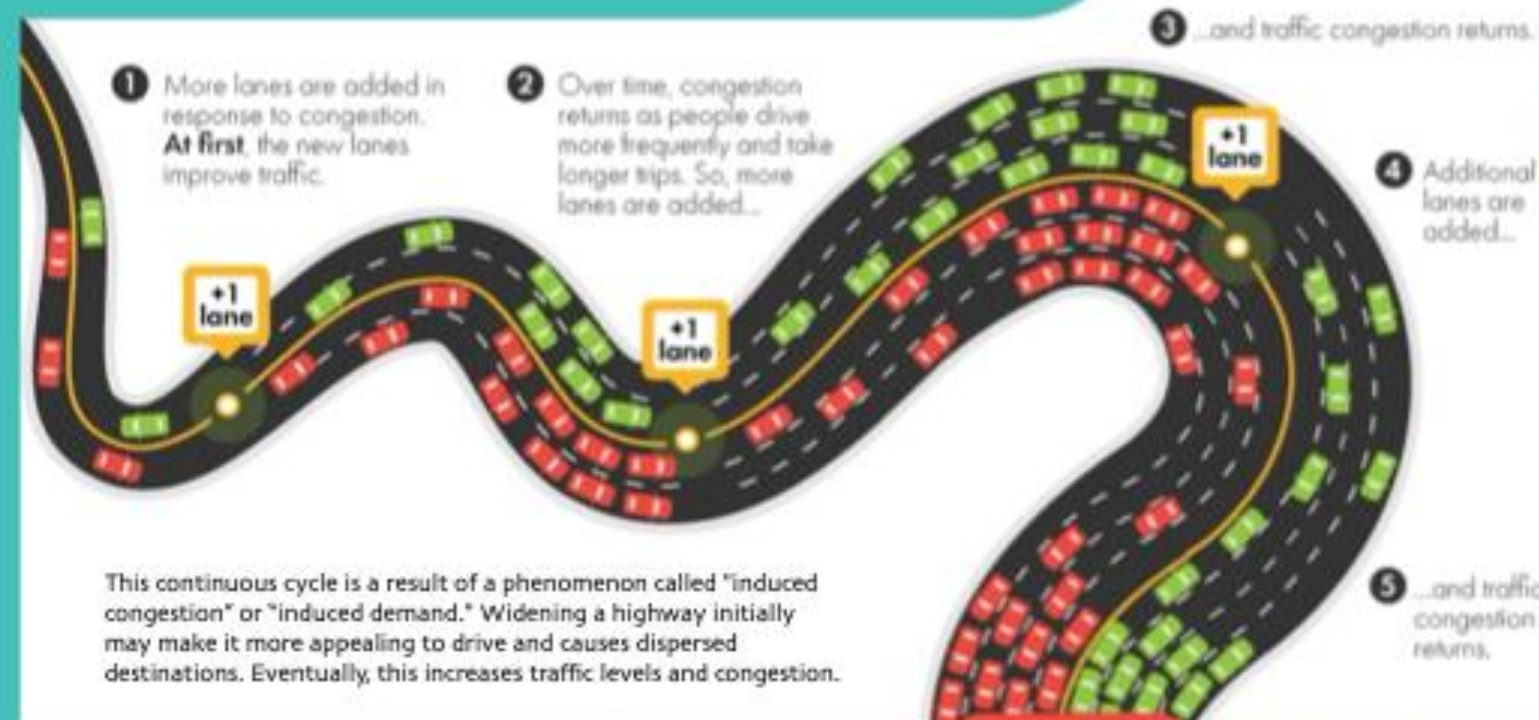 3 ...and traffic congestion returns.
1 More lanes are added in
response to congestion.
At first, the new lanes
improve traffic.
2 Over time, congestion
returns as people drive
more frequently and take
longer trips. So, more
lanes are added...
+1
lane
+1
lane
+1
lane
4 Additional
lanes are
added...
5 ...and traffic
congestion
returns.
This continuous cycle is a result of a phenomenon called "induced
congestion" or "induced demand." Widening a highway initially
may make it more appealing to drive and causes dispersed
destinations. Eventually, this increases traffic levels and congestion.